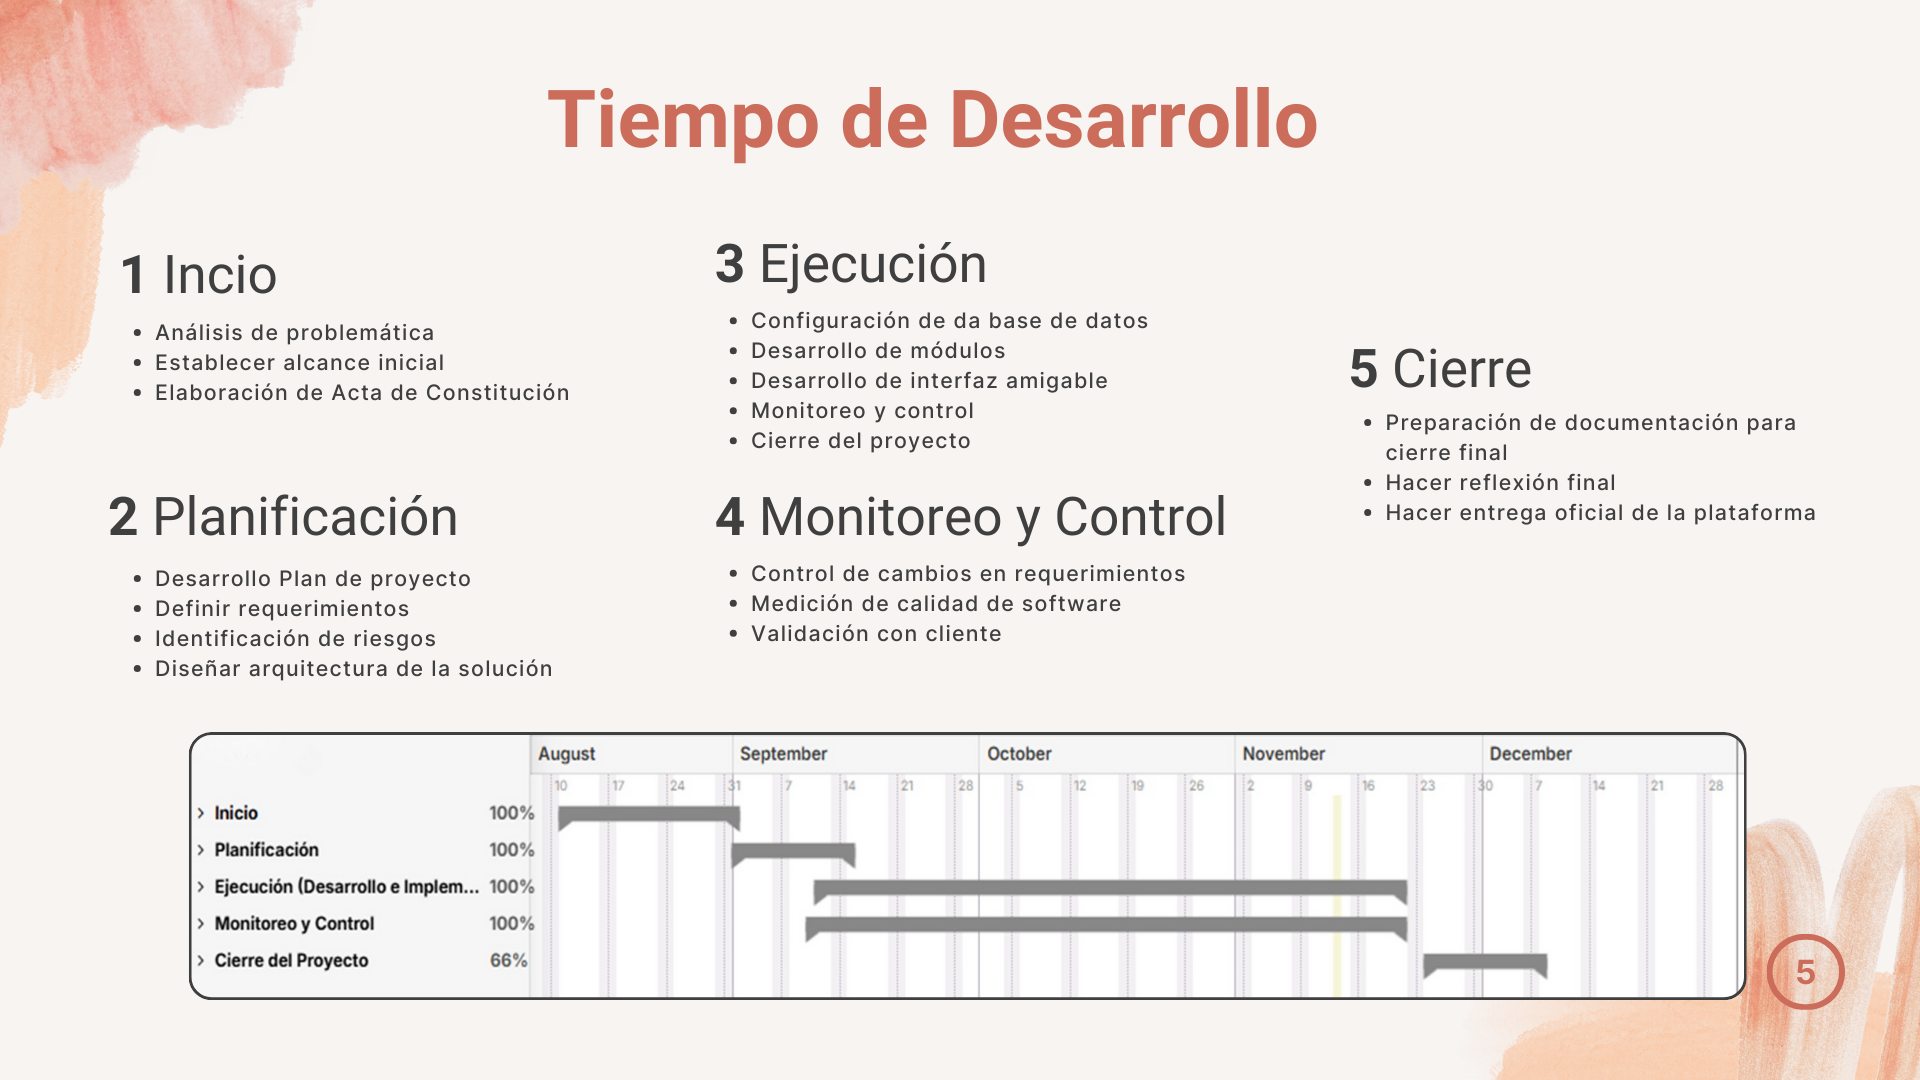 Tiempo de Desarrollo
1 Incio
• Análisis de problemática
• Establecer alcance inicial
• Elaboración de Acta de Constitución
2 Planificación
• Desarrollo Plan de proyecto
• Definir requerimientos
• Identificación de riesgos
• Diseñar arquitectura de la solución
3 Ejecución
• Configuración de da base de datos
• Desarrollo de módulos
• Desarrollo de interfaz amigable
• Monitoreo y control
• Cierre del proyecto
4 Monitoreo y Control
• Control de cambios en requerimientos
• Medición de calidad de software
• Validación con cliente
5 Cierre
• Preparación de documentación para
cierre final
• Hacer reflexión final
• Hacer entrega oficial de la plataforma
August September October November December
10 17 24 31 7 14 21 28 5 12 19 26 2 9 16 23 30 7 14 21 28
> Inicio 100%
> Planificación 100%
> Ejecución (Desarrollo e Implem... 100%
> Monitoreo y Control 100%
> Cierre del Proyecto 66%
5